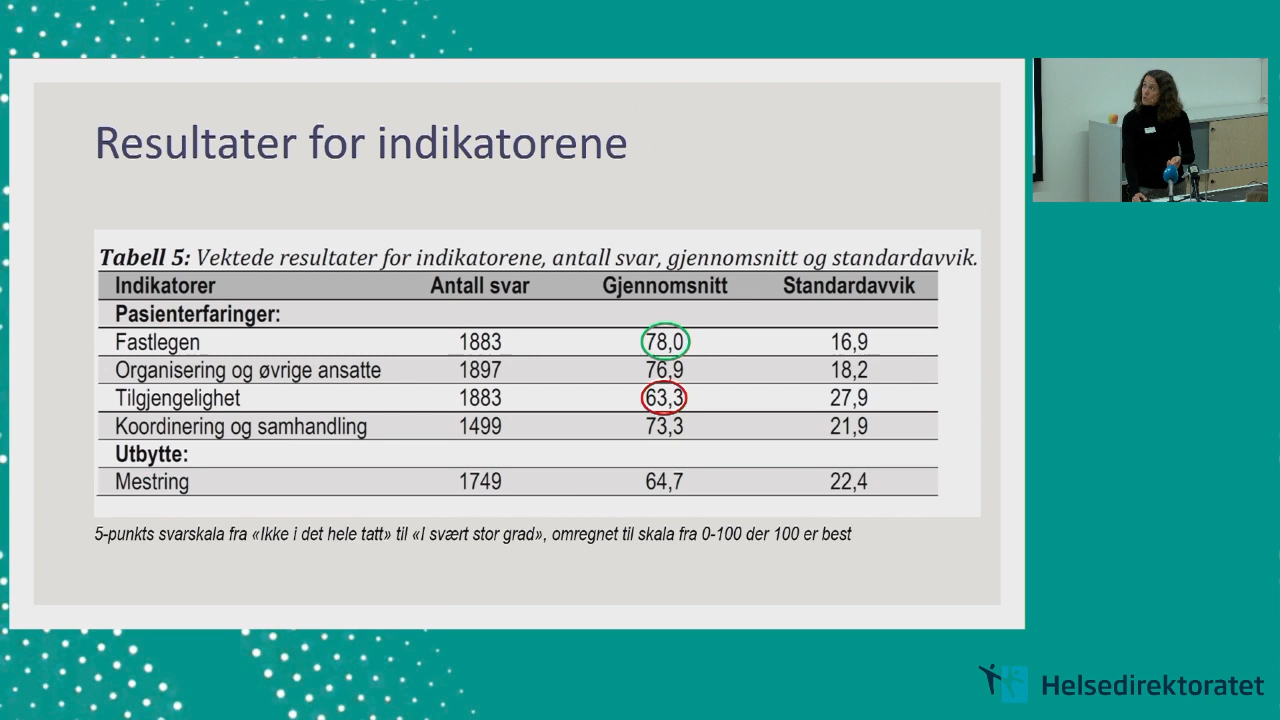 Resultater for indikatorene
Tabell 5: Vektede resultater for indikatorene, antall svar, gjennomsnitt og standardavvik.
Indikatorer Antall svar Gjennomsnitt Standardavvik
Pasienterfaringer:
Fastlegen 1883 78,0 16,9
Organisering og øvrige ansatte 1897 76,9 18,2
Tilgjengelighet 1883 63,3 27,9
Koordinering og samhandling 1499 73,3 21,9
Utbytte:
Mestring 1749 64,7 22,4
5-punkts svarskala fra «Ikke i det hele tatt» til «I svært stor grad», omregnet til skala fra 0-100 der 100 er best
Helsedirektoratet